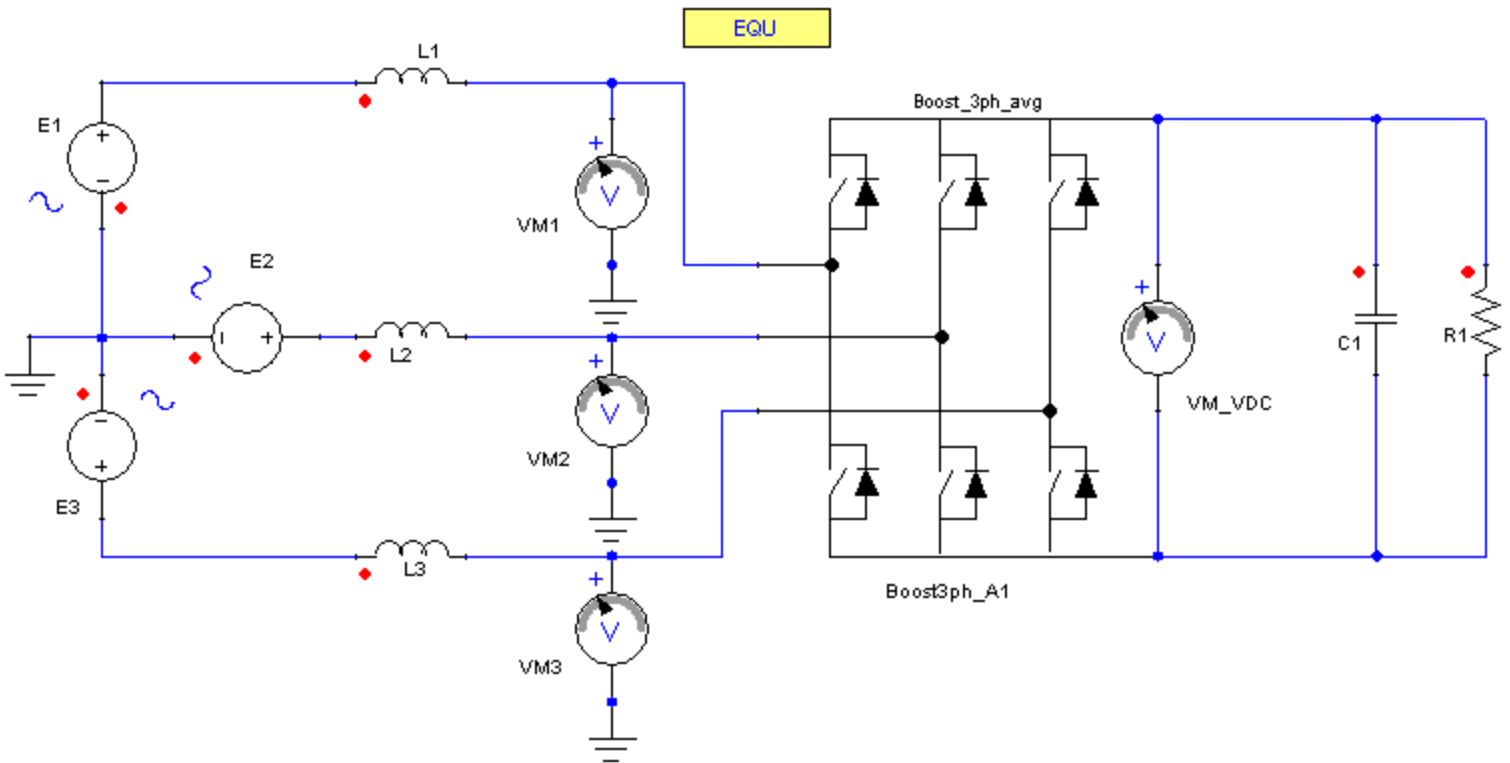 EQU
L1
Boost_3ph_avg
E1
+
−
+
V
VM1
E2
+
−
+
L2
+
V
VM2
+
V
VM_VDC
C1
R1
−
+
E3
L3
+
V
VM3
Boost3ph_A1